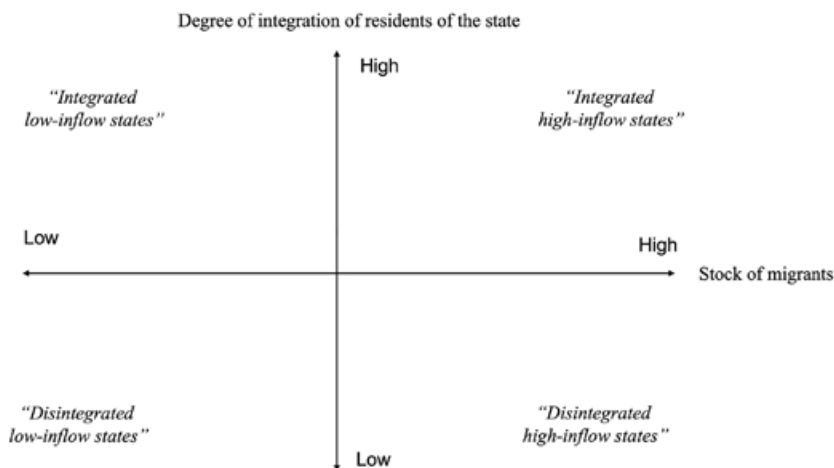 Degree of integration of residents of the state
High
“Integrated
low-inflow states”
“Integrated
high-inflow states”
Low
High
Stock of migrants
“Disintegrated
low-inflow states”
“Disintegrated
high-inflow states”
Low